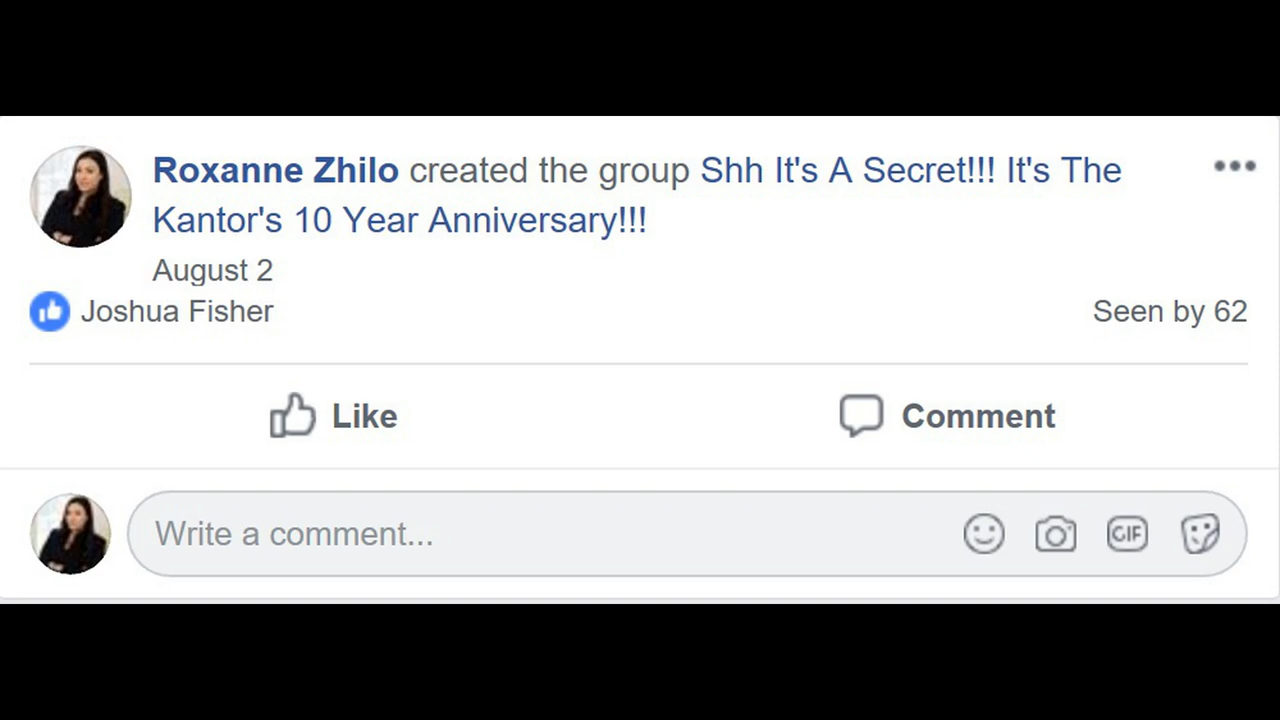 Roxanne Zhilo created the group Shh It's A Secret!!! It's The
Kantor's 10 Year Anniversary!!!
August 2
Joshua Fisher
Seen by 62
Like
Comment
Write a comment...
GIF